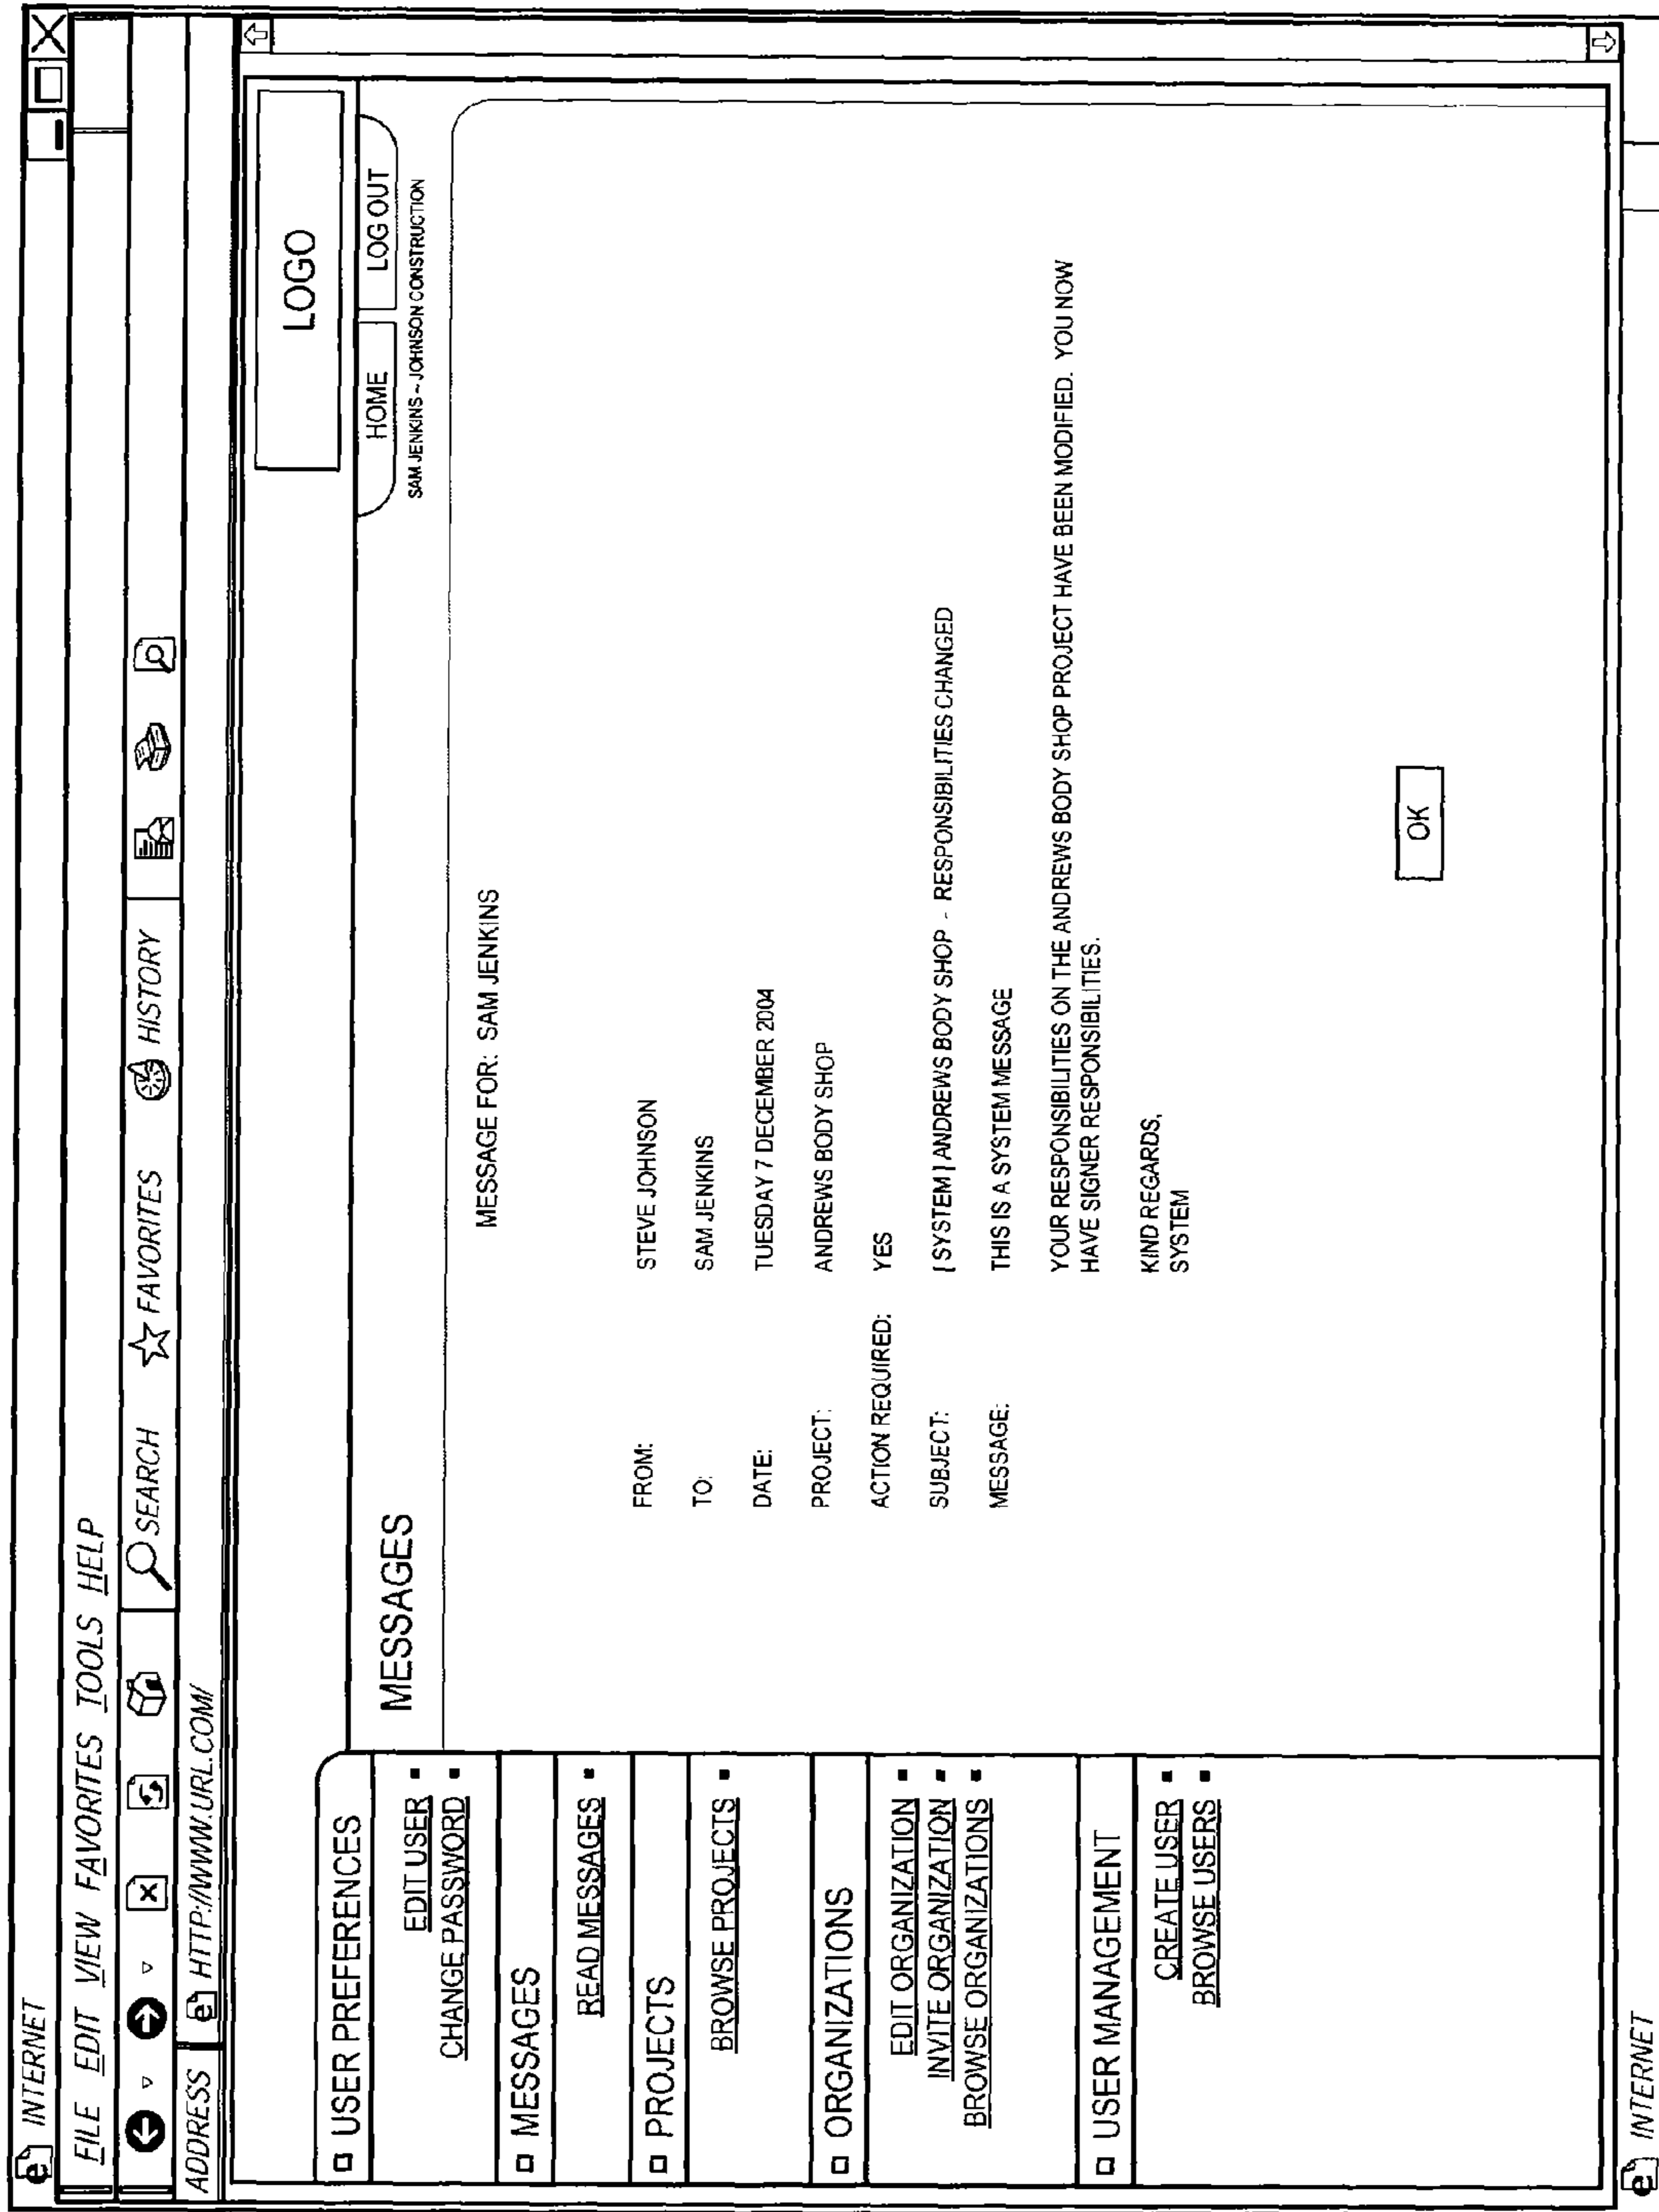 INTERNET
FILE EDIT VIEW FAVORITES TOOLS HELP
SEARCH FAVORITES HISTORY
ADDRESS HTTP://WWW.URL.COM/
LOGO
HOME LOG OUT
SAM JENKINS ~ JOHNSON CONSTRUCTION
USER PREFERENCES
EDIT USER
CHANGE PASSWORD
MESSAGES
READ MESSAGES
PROJECTS
BROWSE PROJECTS
ORGANIZATIONS
EDIT ORGANIZATION
INVITE ORGANIZATION
BROWSE ORGANIZATIONS
USER MANAGEMENT
CREATE USER
BROWSE USERS
MESSAGES
MESSAGE FOR: SAM JENKINS
FROM: STEVE JOHNSON
TO: SAM JENKINS
DATE: TUESDAY 7 DECEMBER 2004
PROJECT: ANDREWS BODY SHOP
ACTION REQUIRED: YES
SUBJECT: [ SYSTEM ] ANDREWS BODY SHOP - RESPONSIBILITIES CHANGED
MESSAGE: THIS IS A SYSTEM MESSAGE
YOUR RESPONSIBILITIES ON THE ANDREWS BODY SHOP PROJECT HAVE BEEN MODIFIED. YOU NOW
HAVE SIGNER RESPONSIBILITIES.
KIND REGARDS,
SYSTEM
OK
INTERNET